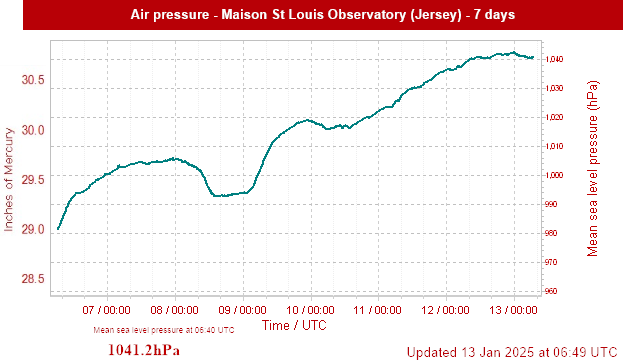 Air pressure - Maison St Louis Observatory (Jersey) - 7 days
Inches of Mercury
30.5
30.0
29.5
29.0
28.5
1,040
1,030
1,020
1,010
1,000
990
980
970
960
Mean sea level pressure (hPa)
07 / 00:00 08 / 00:00 09 / 00:00 10 / 00:00 11 / 00:00 12 / 00:00 13 / 00:00
Time / UTC
Mean sea level pressure at 06:40 UTC
1041.2hPa
Updated 13 Jan 2025 at 06:49 UTC